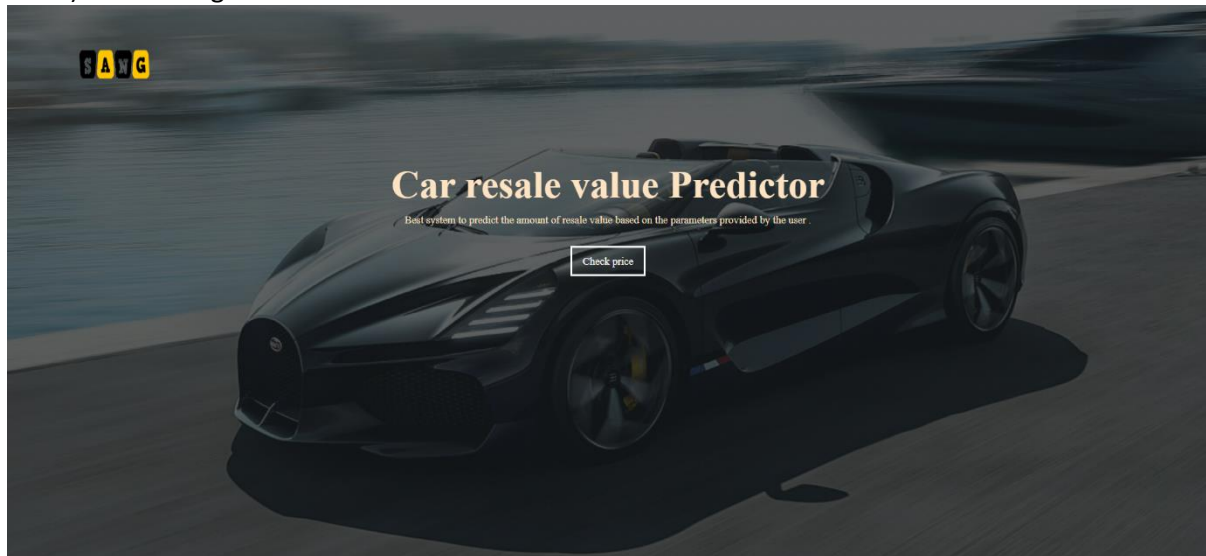 SANG
Car resale value Predictor
Best system to predict the amount of resale value based on the parameters provided by the user .
Check price